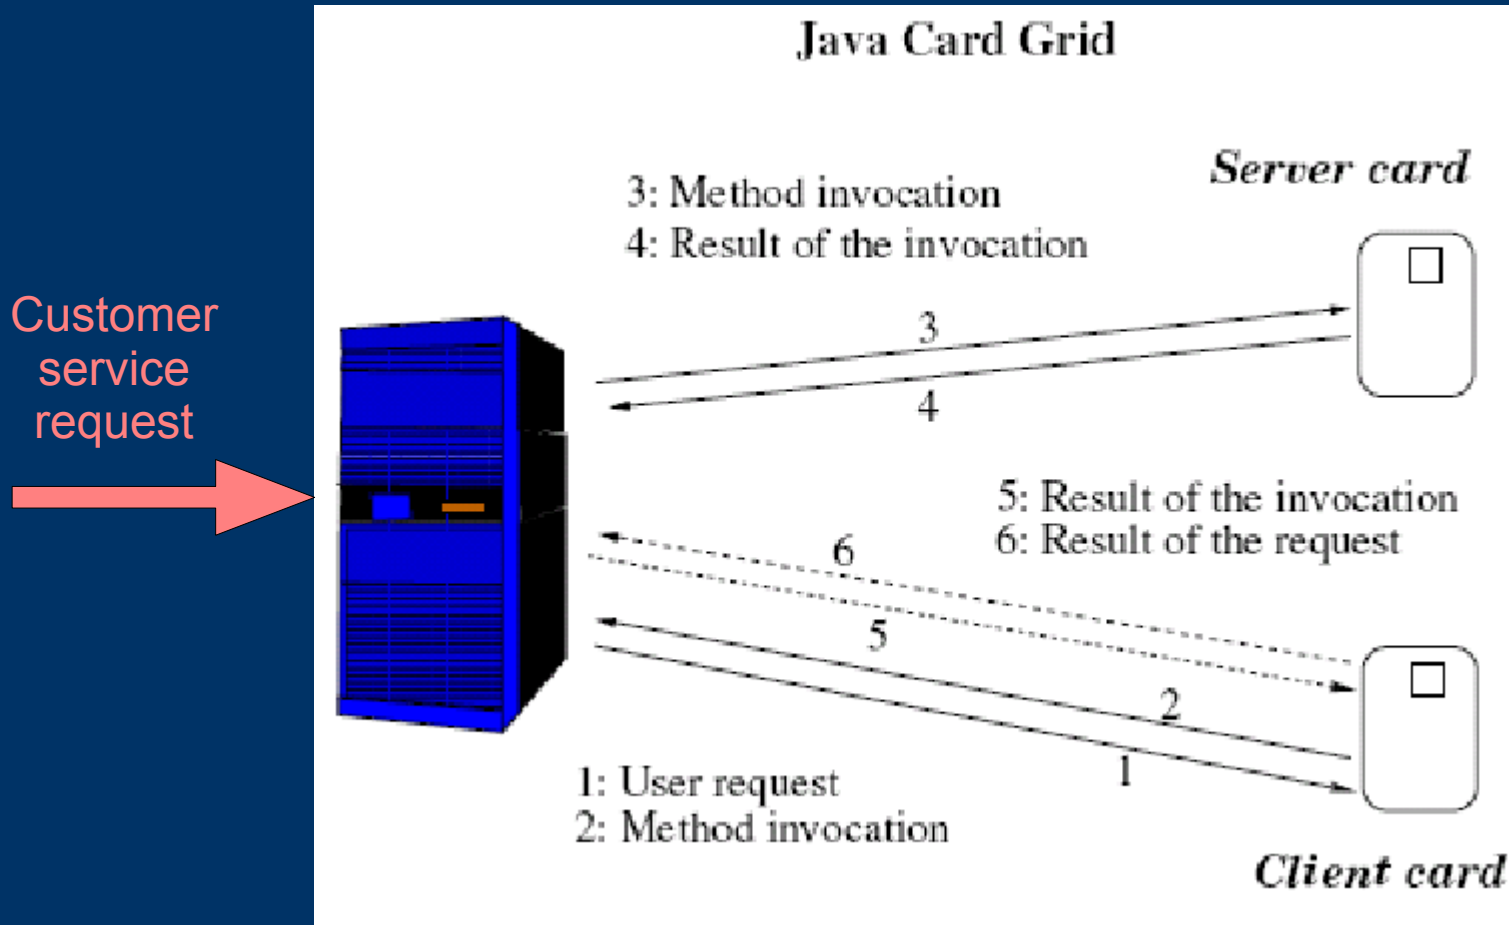 Java Card Grid
Server card
3: Method invocation
4: Result of the invocation
Customer
service
request
3
4
5: Result of the invocation
6: Result of the request
6
5
2
1
1: User request
2: Method invocation
Client card